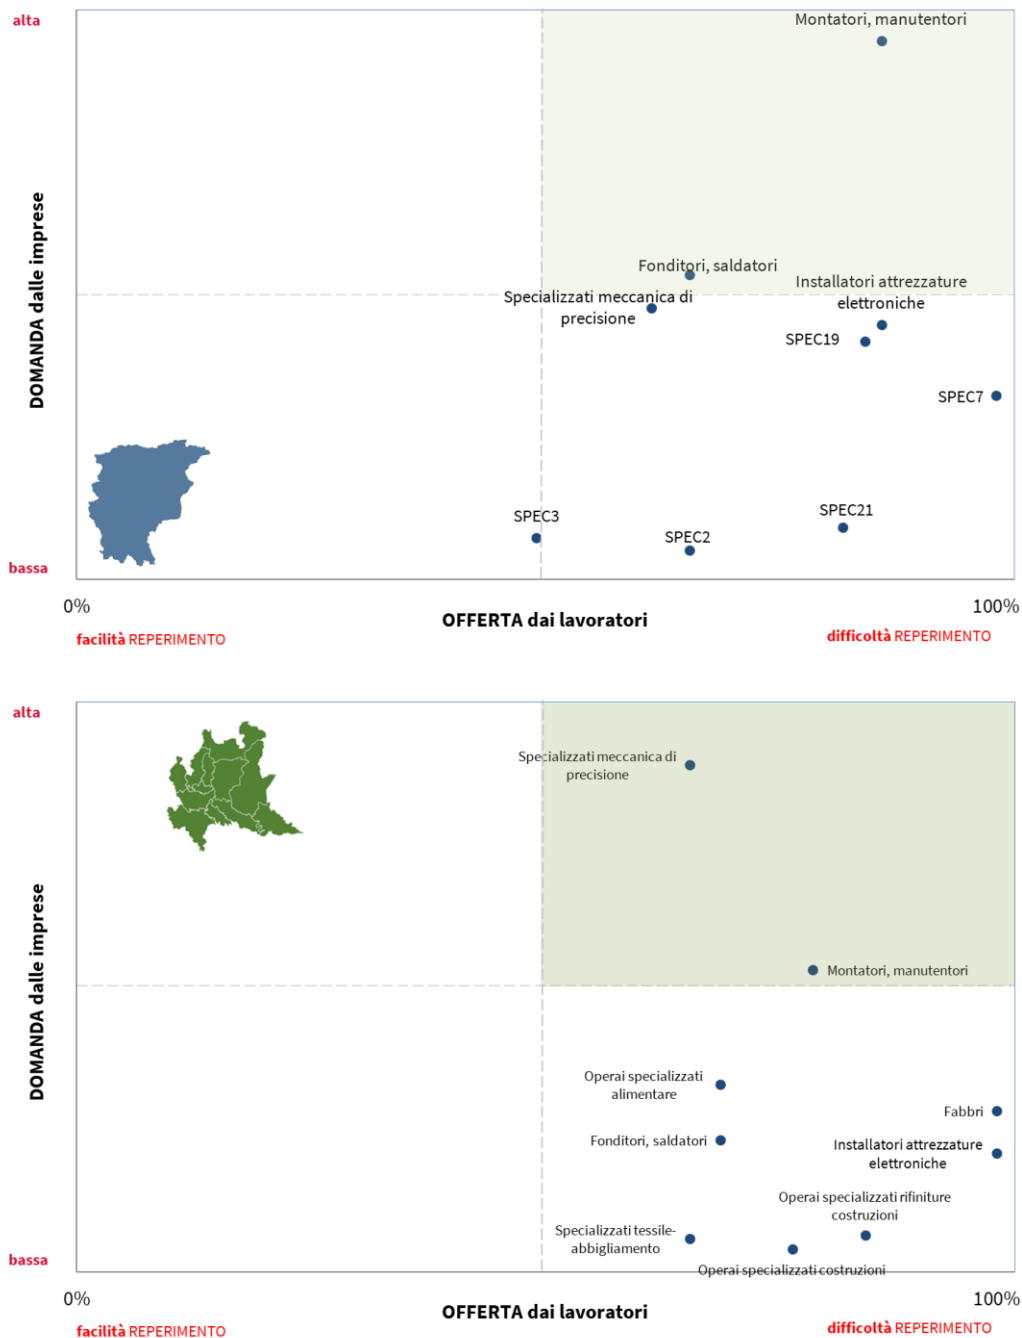 alta
Montatori, manutentori
Fonditori, saldatori
Installatori attrezzature
elettroniche
Specializzati meccanica di
precisione
SPEC19
SPEC7
DOMANDA dalle imprese
SPEC3
SPEC21
SPEC2
bassa
0%
OFFERTA dai lavoratori
100%
facilità REPERIMENTO
difficoltà REPERIMENTO
alta
Specializzati meccanica di
precisione
Montatori, manutentori
DOMANDA dalle imprese
Operai specializzati
alimentare
Fabbri
Fonditori, saldatori
Installatori attrezzature
elettroniche
Operai specializzati rifiniture
costruzioni
Specializzati tessile-
abbigliamento
Operai specializzati costruzioni
bassa
0%
OFFERTA dai lavoratori
100%
facilità REPERIMENTO
difficoltà REPERIMENTO